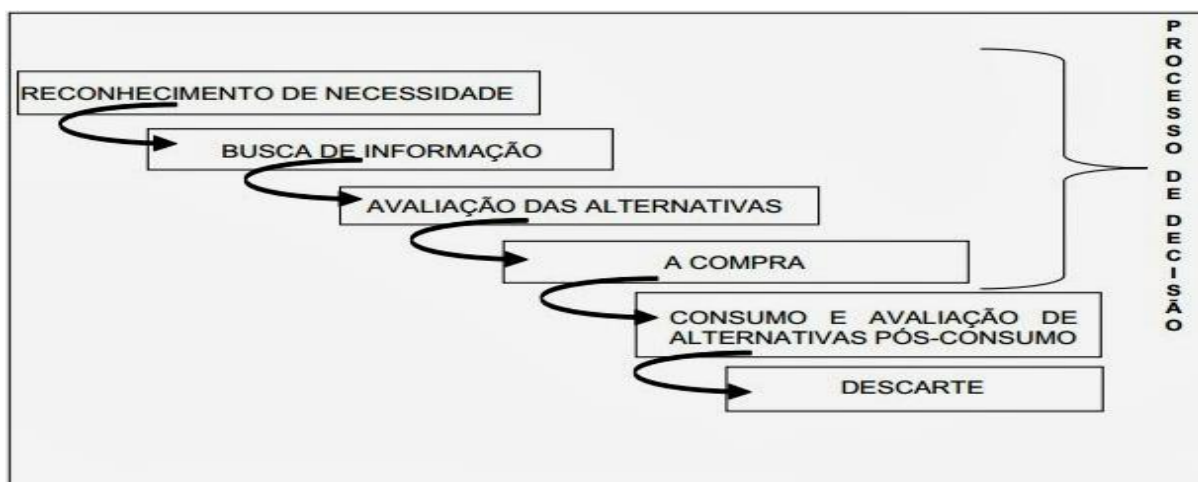 RECONHECIMENTO DE NECESSIDADE
BUSCA DE INFORMAÇÃO
AVALIAÇÃO DAS ALTERNATIVAS
A COMPRA
CONSUMO E AVALIAÇÃO DE
ALTERNATIVAS PÓS-CONSUMO
DESCARTE
PROCESSO DE DECISÃO